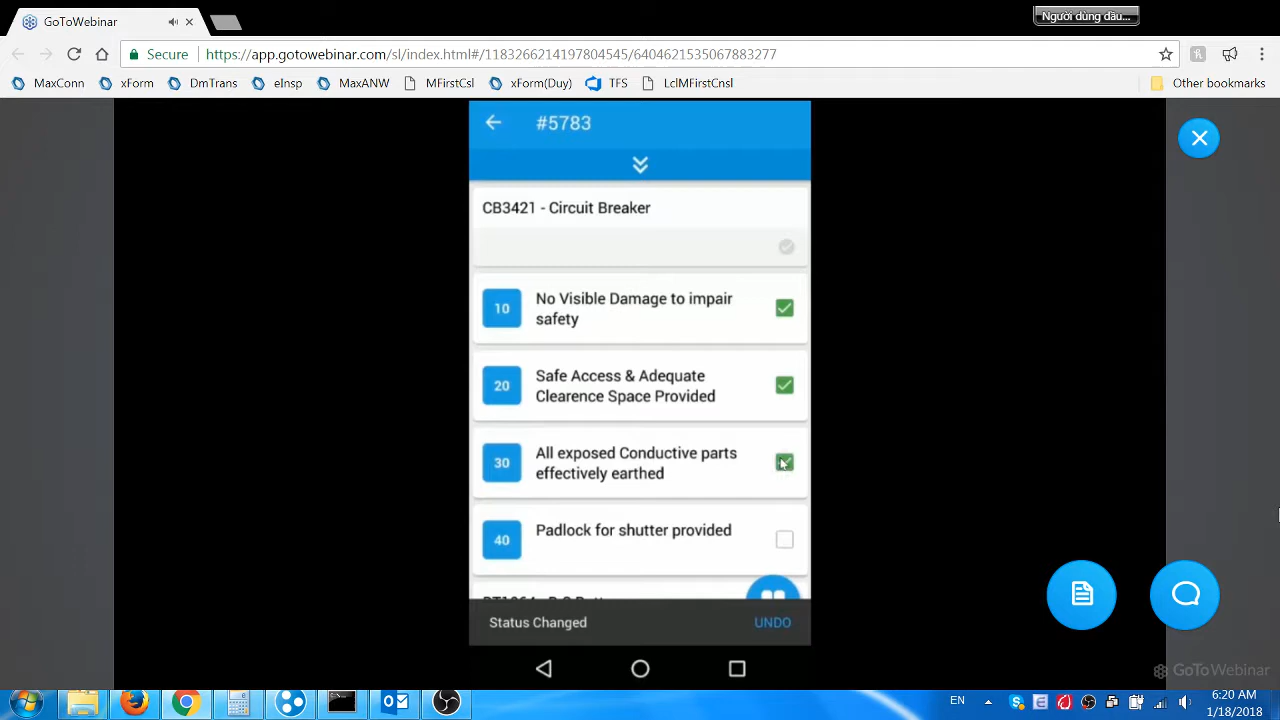 GoToWebinar
Người dùng dầu...
Secure
https://app.gotowebinar.com/sl/index.html#/1183266214197804545/6404621535067883277
MaxConn
xForm
DmTrans
eInsp
MaxANW
MFirstCsl
xForm(Duy)
TFS
LclMFirstCnsl
Other bookmarks
#5783
CB3421 - Circuit Breaker
10
No Visible Damage to impair
safety
20
Safe Access & Adequate
Clearence Space Provided
30
All exposed Conductive parts
effectively earthed
40
Padlock for shutter provided
Status Changed
UNDO
GoToWebinar
EN
6:20 AM
1/18/2018